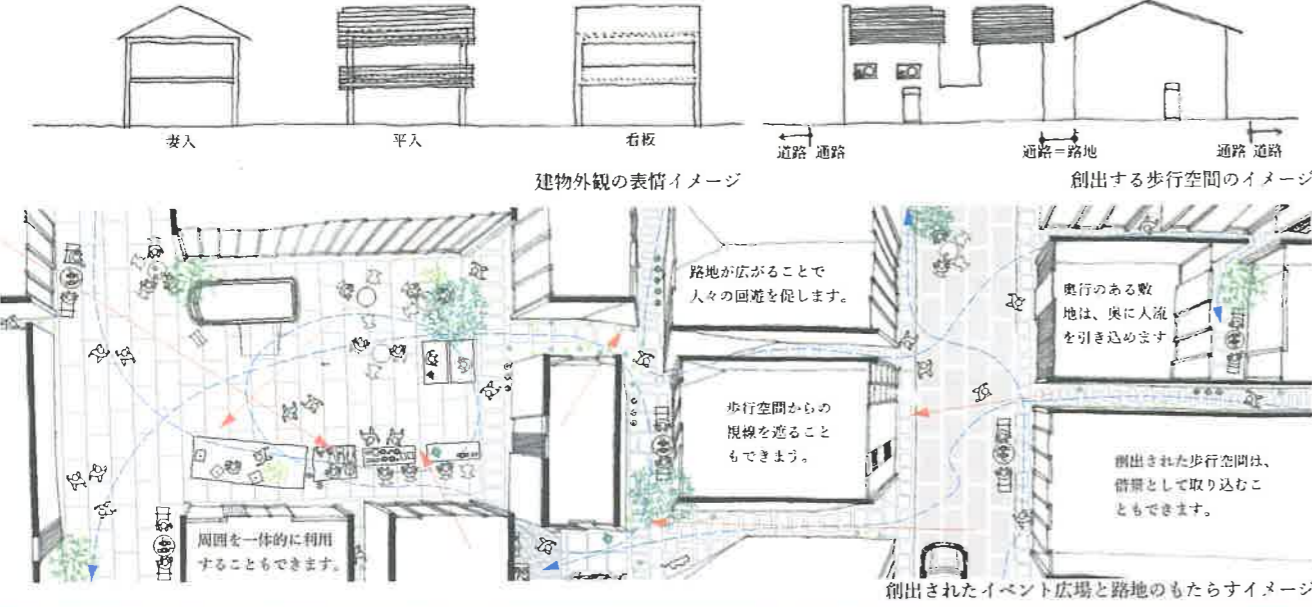 妻入
平入
看板
道路 通路
通路＝路地
通路 道路
建物外観の表情イメージ
創出する歩行空間のイメージ
路地が広がることで
人々の回遊を促します。
奥行のある敷
地は、奥に人流
を引き込めます
歩行空間からの
視線を遮ること
もできます。
創出された歩行空間は、
借景として取り込むこ
ともできます。
周囲を一体的に利用
することもできます。
創出されたイベント広場と路地のもたらすイメージ